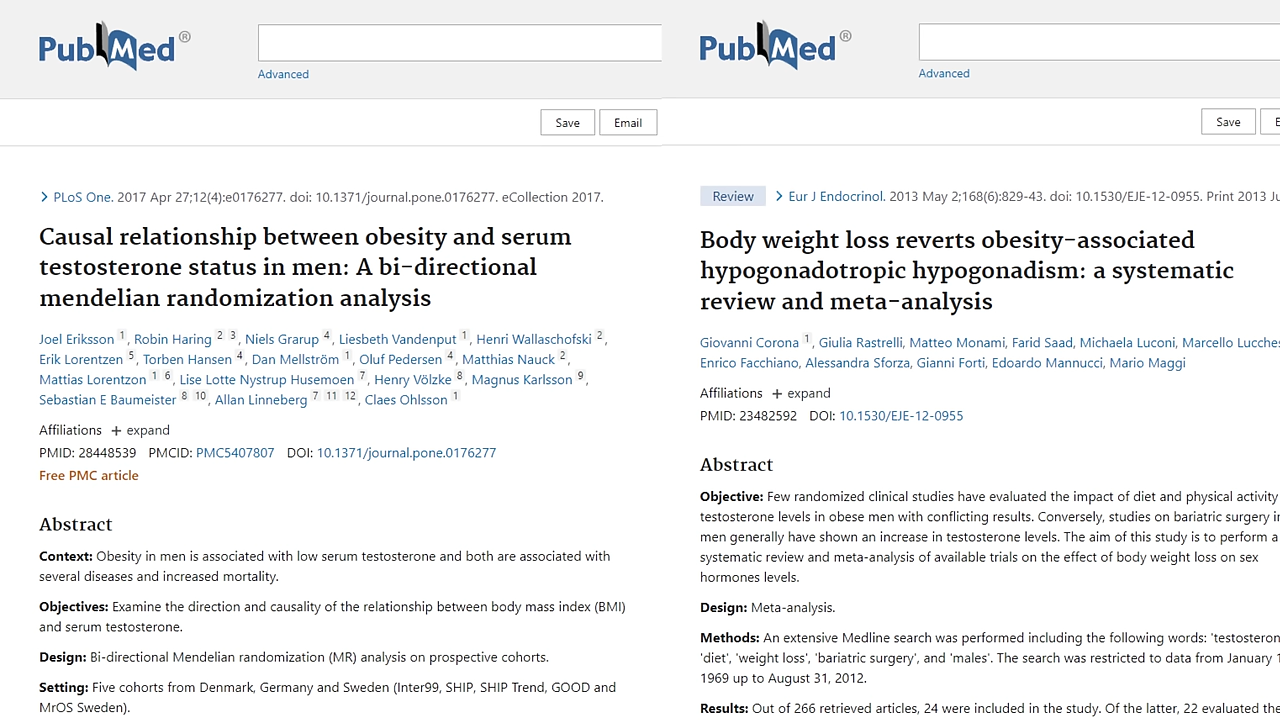 PubMed®
Advanced
Save Email
PLoS One. 2017 Apr 27;12(4):e0176277. doi: 10.1371/journal.pone.0176277. eCollection 2017.
Causal relationship between obesity and serum
testosterone status in men: A bi-directional
mendelian randomization analysis
Joel Eriksson 1, Robin Haring 2 3, Niels Grarup 4, Liesbeth Vandenput 1, Henri Wallaschofski 2,
Erik Lorentzen 5, Torben Hansen 4, Dan Mellström 1, Oluf Pedersen 4, Matthias Nauck 2,
Mattias Lorentzon 1 6, Lise Lotte Nystrup Husemoen 7, Henry Völzke 8, Magnus Karlsson 9,
Sebastian E Baumeister 8 10, Allan Linneberg 7 11 12, Claes Ohlsson 1
Affiliations + expand
PMID: 28448539 PMCID: PMC5407807 DOI: 10.1371/journal.pone.0176277
Free PMC article
Abstract
Context: Obesity in men is associated with low serum testosterone and both are associated with
several diseases and increased mortality.
Objectives: Examine the direction and causality of the relationship between body mass index (BMI)
and serum testosterone.
Design: Bi-directional Mendelian randomization (MR) analysis on prospective cohorts.
Setting: Five cohorts from Denmark, Germany and Sweden (Inter99, SHIP, SHIP Trend, GOOD and
MrOS Sweden).
PubMed®
Advanced
Save
Review Eur J Endocrinol. 2013 May 2;168(6):829-43. doi: 10.1530/EJE-12-0955. Print 2013
Body weight loss reverts obesity-associated
hypogonadotropic hypogonadism: a systematic
review and meta-analysis
Giovanni Corona 1, Giulia Rastrelli, Matteo Monami, Farid Saad, Michaela Luconi, Marcello Lucches
Enrico Facchiano, Alessandra Sforza, Gianni Forti, Edoardo Mannucci, Mario Maggi
Affiliations + expand
PMID: 23482592 DOI: 10.1530/EJE-12-0955
Abstract
Objective: Few randomized clinical studies have evaluated the impact of diet and physical activity
testosterone levels in obese men with conflicting results. Conversely, studies on bariatric surgery in
men generally have shown an increase in testosterone levels. The aim of this study is to perform a
systematic review and meta-analysis of available trials on the effect of body weight loss on sex
hormones levels.
Design: Meta-analysis.
Methods: An extensive Medline search was performed including the following words: 'testosteron
'diet', 'weight loss', 'bariatric surgery', and 'males'. The search was restricted to data from January 1
1969 up to August 31, 2012.
Results: Out of 266 retrieved articles, 24 were included in the study. Of the latter, 22 evaluated the